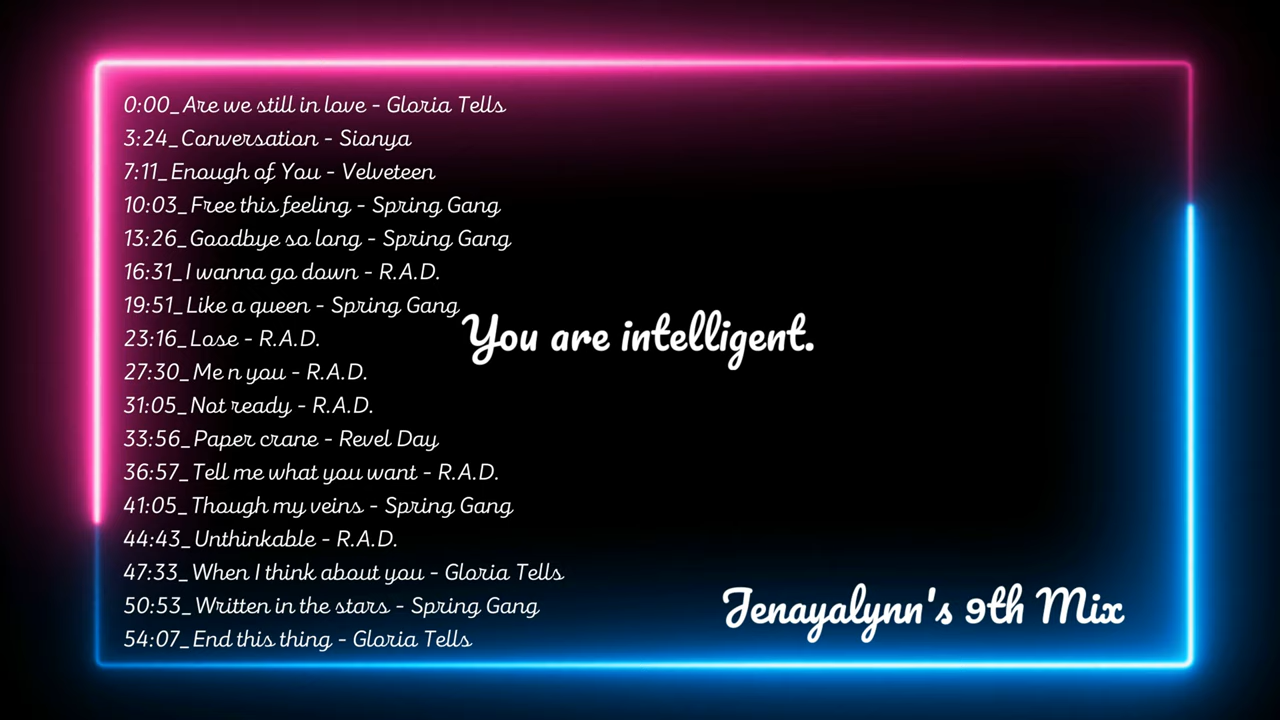 0:00_Are we still in love - Gloria Tells
3:24_Conversation - Sionya
7:11_Enough of You - Velveteen
10:03_Free this feeling - Spring Gang
13:26_Goodbye so long - Spring Gang
16:31_I wanna go down - R.A.D.
19:51_Like a queen - Spring Gang
You are intelligent.
23:16_Lose - R.A.D.
27:30_Me n you - R.A.D.
31:05_Not ready - R.A.D.
33:56_Paper crane - Revel Day
36:57_Tell me what you want - R.A.D.
41:05_Though my veins - Spring Gang
44:43_Unthinkable - R.A.D.
47:33_When I think about you - Gloria Tells
50:53_Written in the stars - Spring Gang
54:07_End this thing - Gloria Tells
Jenayalynn's 9th Mix